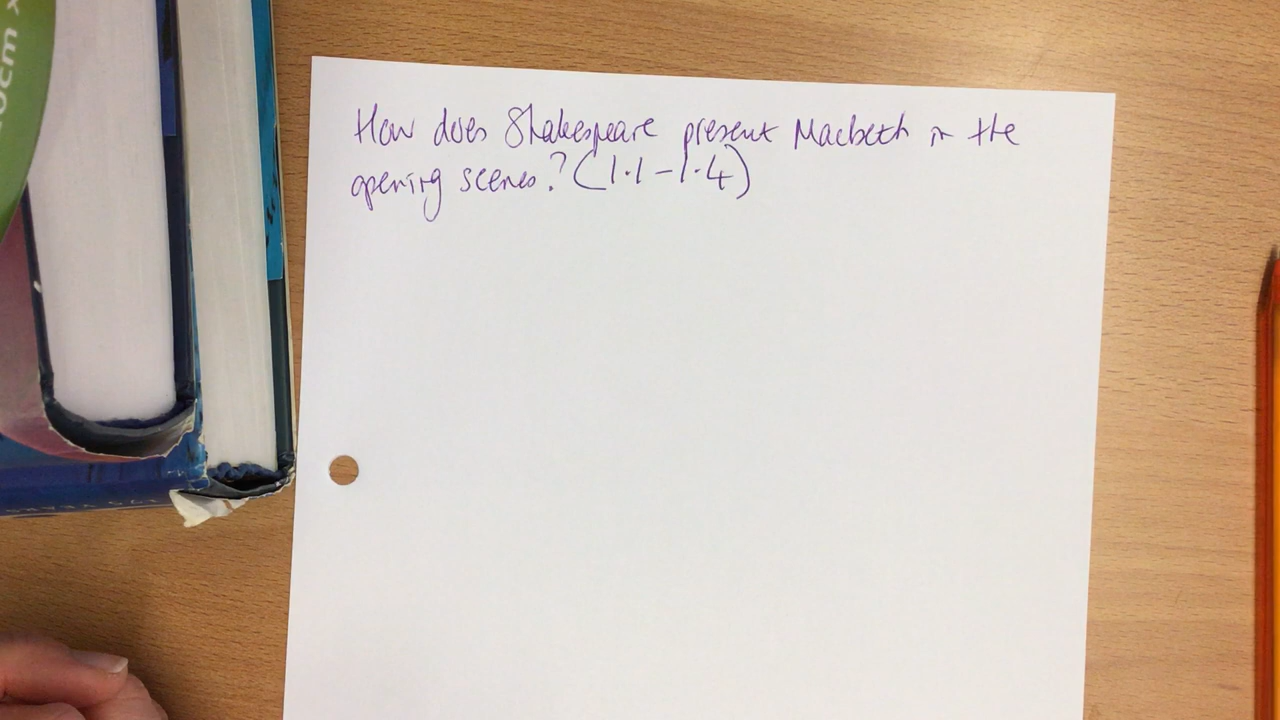 How does Shakespeare present Macbeth in the
opening scenes? (1.1-1.4)